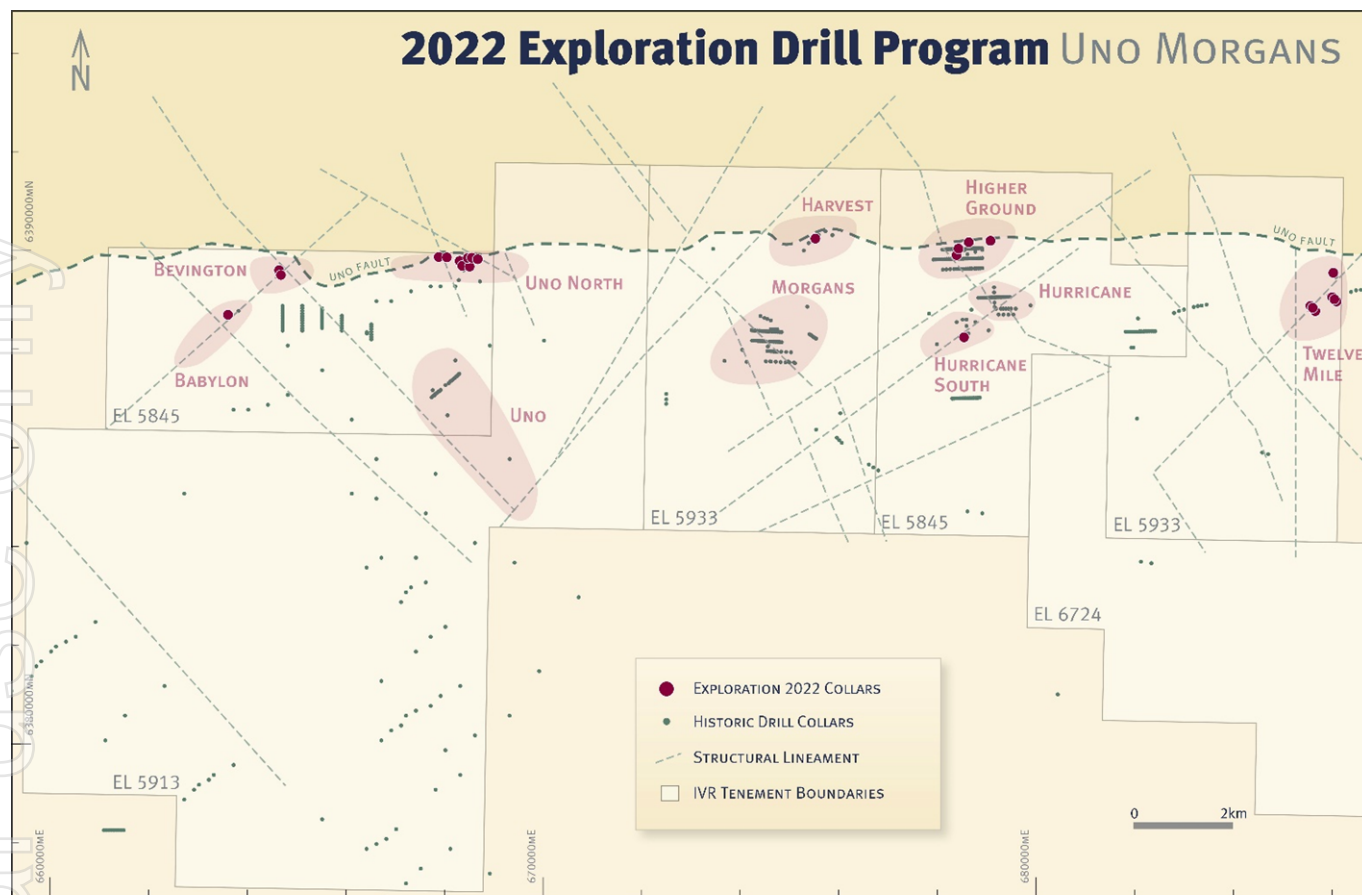 2022 Exploration Drill Program UNO MORGANS
N
6390000MN
HARVEST
HIGHER
GROUND
UNO FAULT
BEVINGTON
UNO FAULT
UNO NORTH
MORGANS
HURRICANE
BABYLON
HURRICANE
SOUTH
TWELVE
MILE
EL 5845
UNO
EL 5933
EL 5845
EL 5933
EL 6724
6380000MN
EXPLORATION 2022 COLLARS
HISTORIC DRILL COLLARS
STRUCTURAL LINEAMENT
IVR TENEMENT BOUNDARIES
EL 5913
0 2km
660000ME
670000ME
680000ME